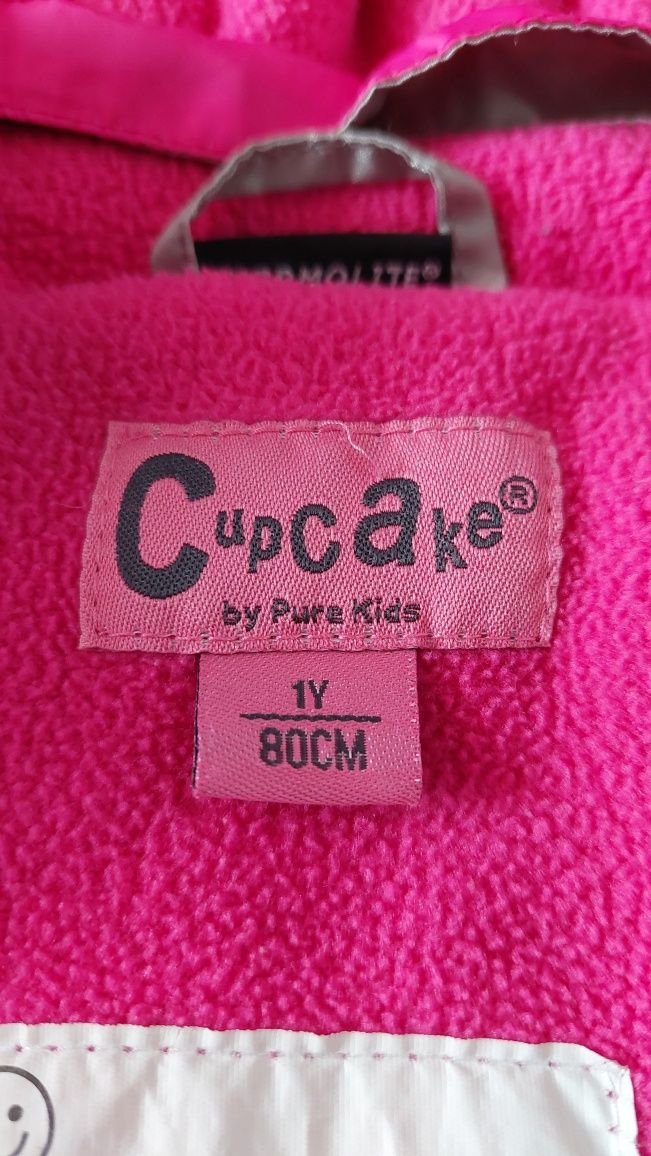 Cupcake®
by Pure Kids
1Y
80CM